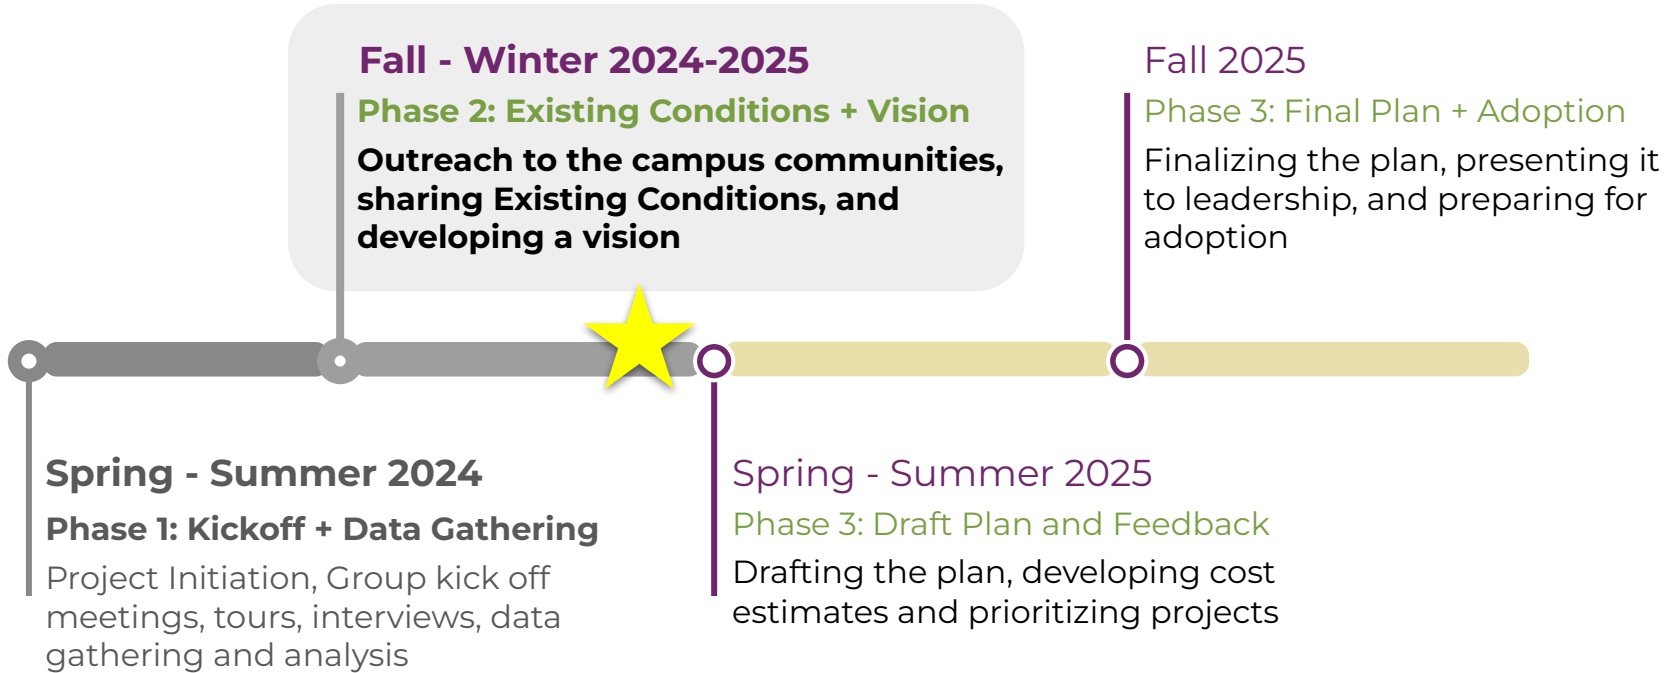 Fall - Winter 2024-2025
Phase 2: Existing Conditions + Vision
Outreach to the campus communities,
sharing Existing Conditions, and
developing a vision
Fall 2025
Phase 3: Final Plan + Adoption
Finalizing the plan, presenting it
to leadership, and preparing for
adoption
Spring - Summer 2024
Phase 1: Kickoff + Data Gathering
Project Initiation, Group kick off
meetings, tours, interviews, data
gathering and analysis
Spring - Summer 2025
Phase 3: Draft Plan and Feedback
Drafting the plan, developing cost
estimates and prioritizing projects